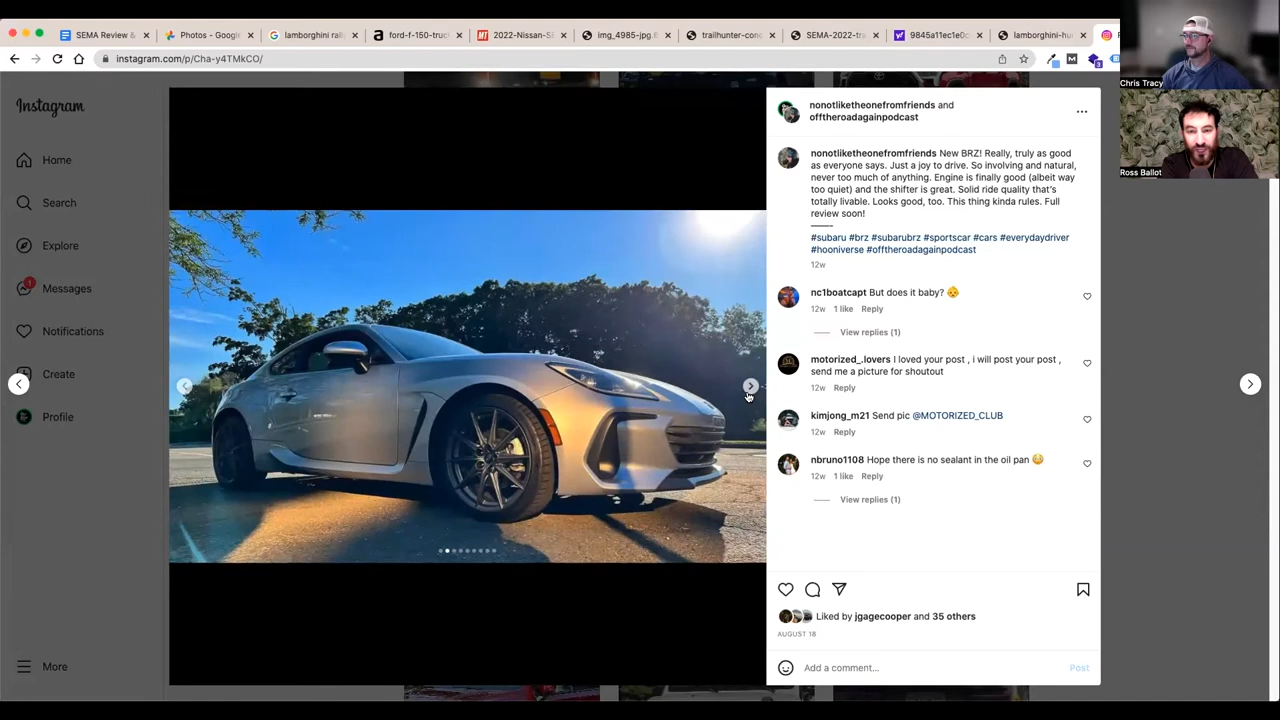 SEMA Review &
Photos - Google
lamborghini rall
ford-f-150-truc
2022-Nissan-SE
img_4985-jpg.6
trailhunter-conc
SEMA-2022-tra
9845a11ec1e0c
lamborghini-hu
instagram.com/p/Cha-y4TMkCO/
Chris Tracy
Ross Ballot
Instagram
Home
Search
Explore
1
Messages
Notifications
Create
Profile
More
nonotliketheonefromfriends and
offtheroadagainpodcast
nonotliketheonefromfriends New BRZ! Really, truly as good
as everyone says. Just a joy to drive. So involving and natural,
never too much of anything. Engine is finally good (albeit way
too quiet) and the shifter is great. Solid ride quality that's
totally livable. Looks good, too. This thing kinda rules. Full
review soon!
#subaru #brz #subarubrz #sportscar #cars #everydaydriver
#hooniverse #offtheroadagainpodcast
12w
nc1boatcapt But does it baby? 👶
12w 1 like Reply
View replies (1)
motorized_.lovers I loved your post , i will post your post ,
send me a picture for shoutout
12w Reply
kimjong_m21 Send pic @MOTORIZED_CLUB
12w Reply
nbruno1108 Hope there is no sealant in the oil pan 😳
12w 1 like Reply
View replies (1)
Liked by jgagecooper and 35 others
AUGUST 18
Add a comment...
Post